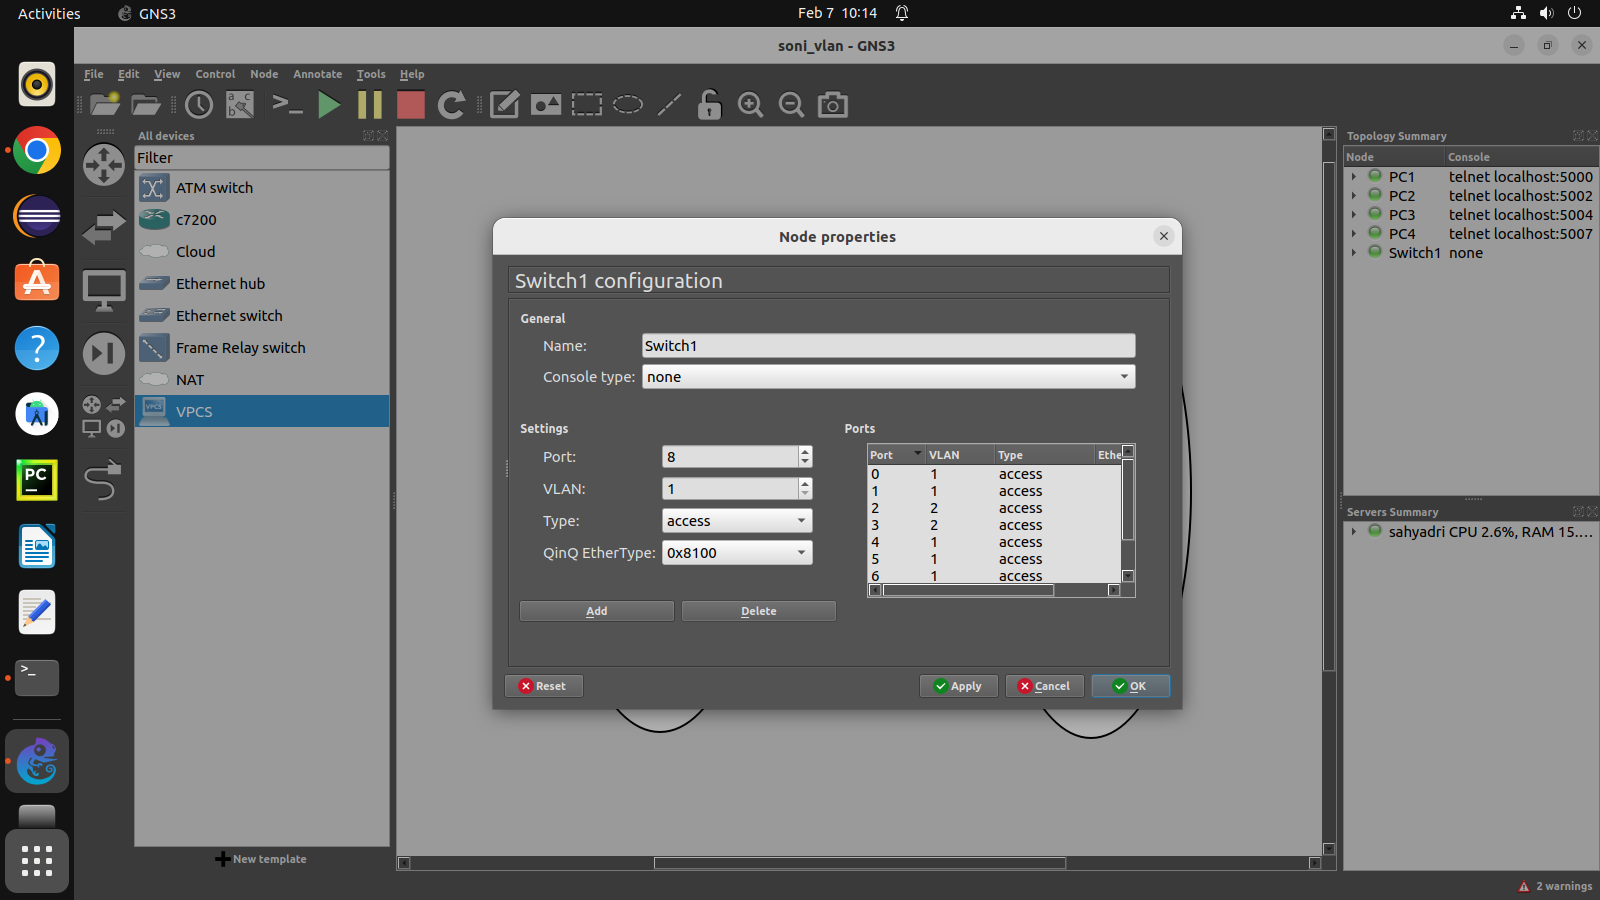 Activities GNS3 Feb 7 10:14
soni_vlan - GNS3
File Edit View Control Node Annotate Tools Help
All devices
Filter
ATM switch
c7200
Cloud
Ethernet hub
Ethernet switch
Frame Relay switch
NAT
VPCS
New template
Node properties
Switch1 configuration
General
Name: Switch1
Console type: none
Settings
Port: 8
VLAN: 1
Type: access
QinQ EtherType: 0x8100
Add Delete
Ports
Port VLAN Type Ethe
0 1 access
1 1 access
2 2 access
3 2 access
4 1 access
5 1 access
6 1 access
Reset Apply Cancel OK
Topology Summary
Node Console
PC1 telnet localhost:5000
PC2 telnet localhost:5002
PC3 telnet localhost:5004
PC4 telnet localhost:5007
Switch1 none
Servers Summary
sahyadri CPU 2.6%, RAM 15....
2 warnings